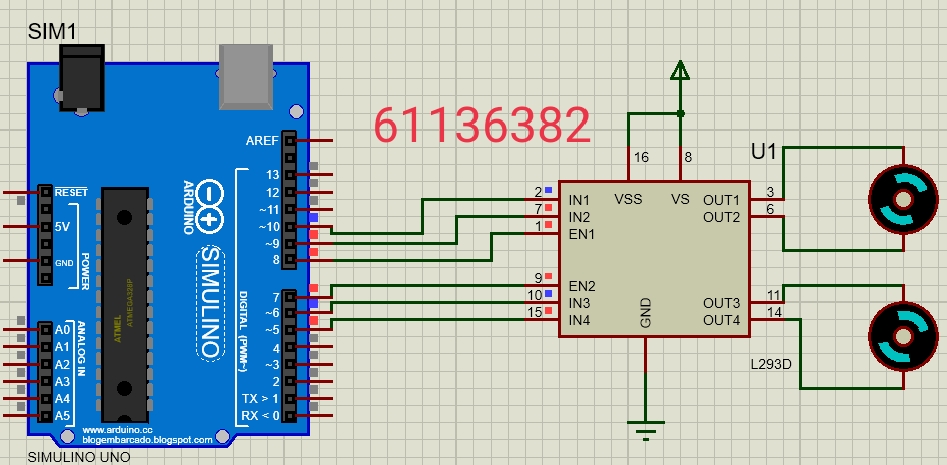 SIM1
61136382
AREF
13
12
~11
~10
~9
8
7
~6
~5
4
~3
2
TX > 1
RX < 0
RESET
5V
GND
POWER
A0
A1
A2
A3
A4
A5
ANALOG IN
ATMEL
ATMEGA328P
ARDUINO
SIMULINO
DIGITAL (PWM~)
www.arduino.cc
blogembarcado.blogspot.com
SIMULINO UNO
U1
16
8
VSS
VS
2
IN1
7
IN2
1
EN1
9
EN2
10
IN3
15
IN4
GND
OUT1
3
OUT2
6
OUT3
11
OUT4
14
L293D